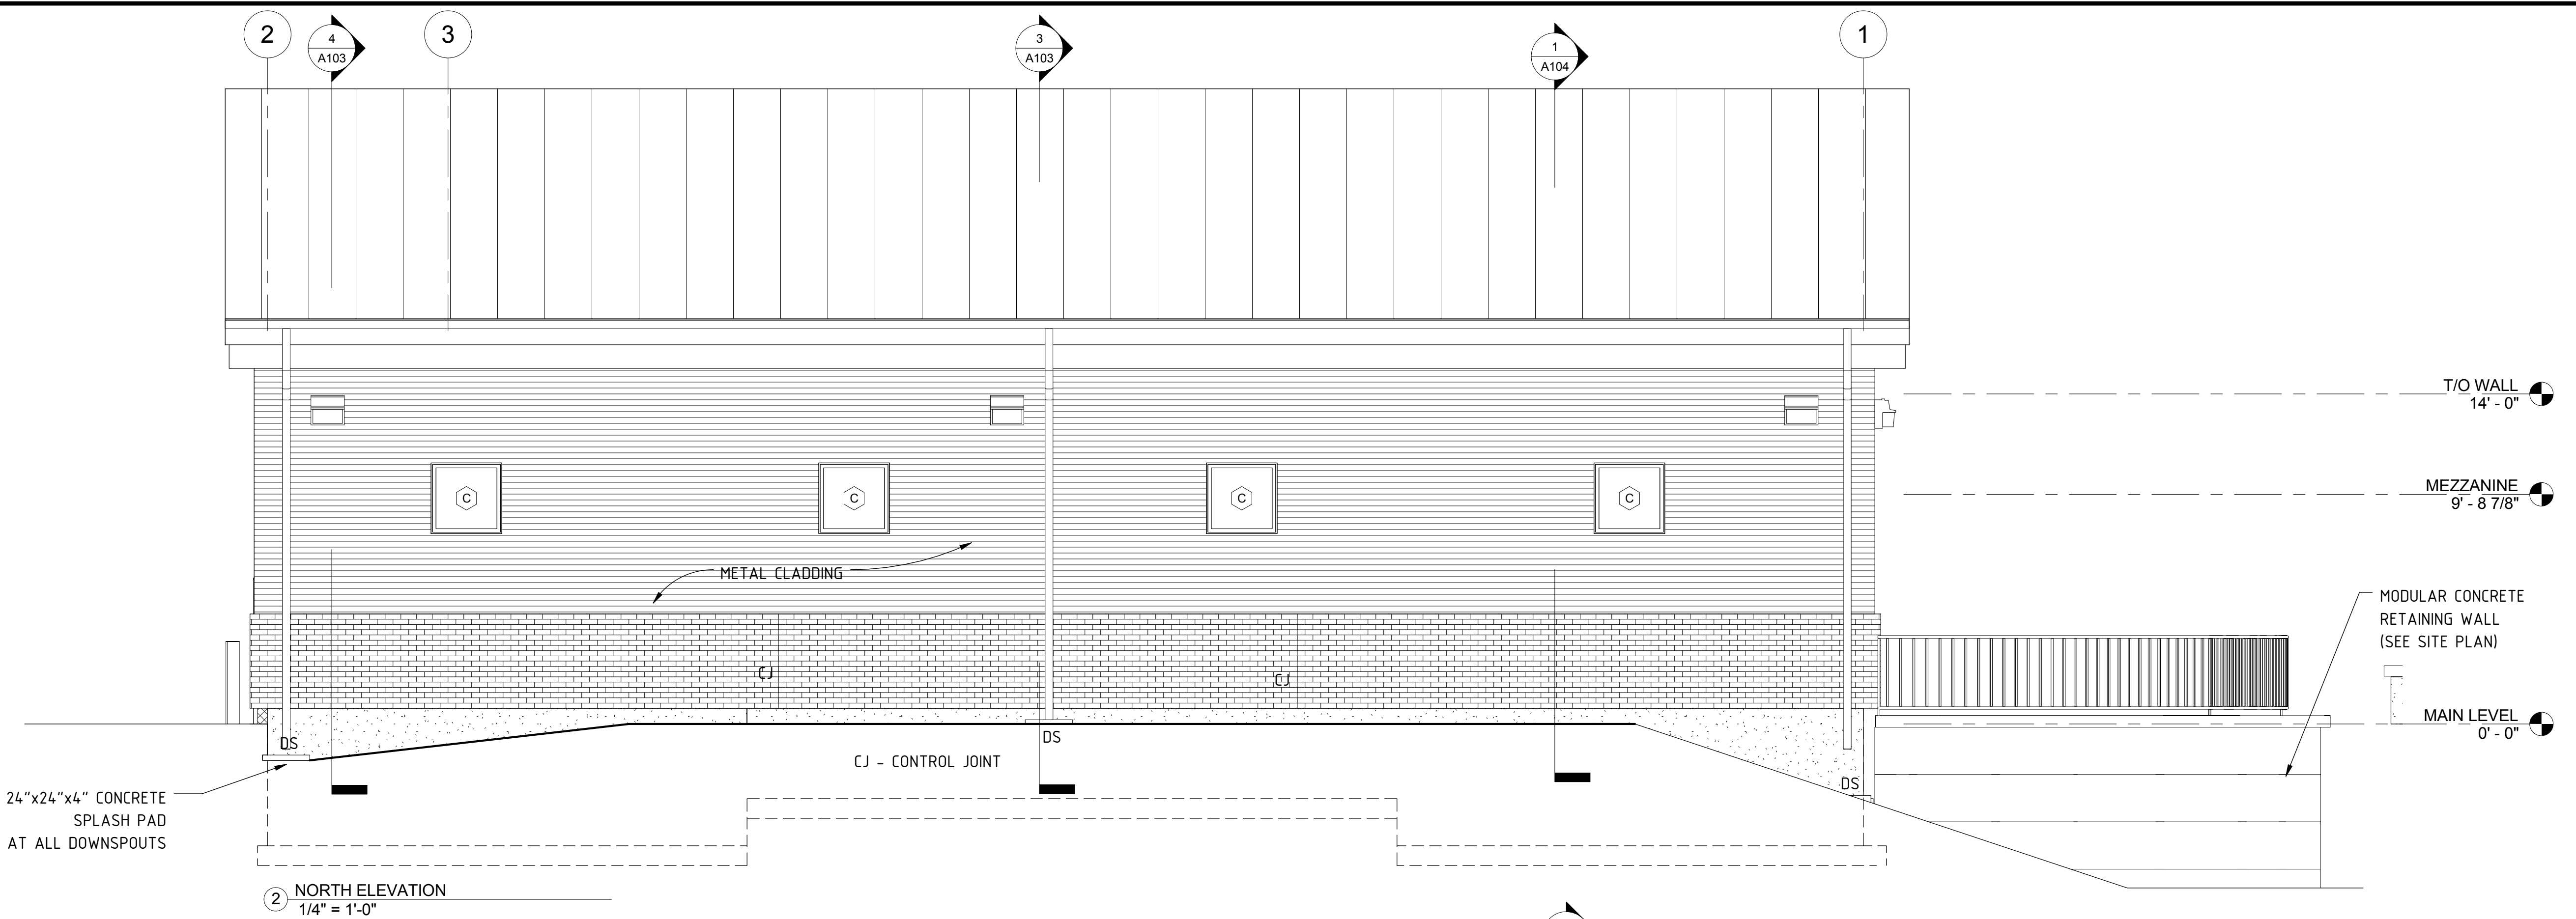 2
4
A103
3
3
A103
1
A104
1
T/O WALL
14' - 0"
MEZZANINE
9' - 8 7/8"
C
C
C
C
METAL CLADDING
MODULAR CONCRETE
RETAINING WALL
(SEE SITE PLAN)
CJ
CJ
MAIN LEVEL
0' - 0"
DS
DS
CJ - CONTROL JOINT
DS
24"x24"x4" CONCRETE
SPLASH PAD
AT ALL DOWNSPOUTS
2
NORTH ELEVATION
1/4" = 1'-0"